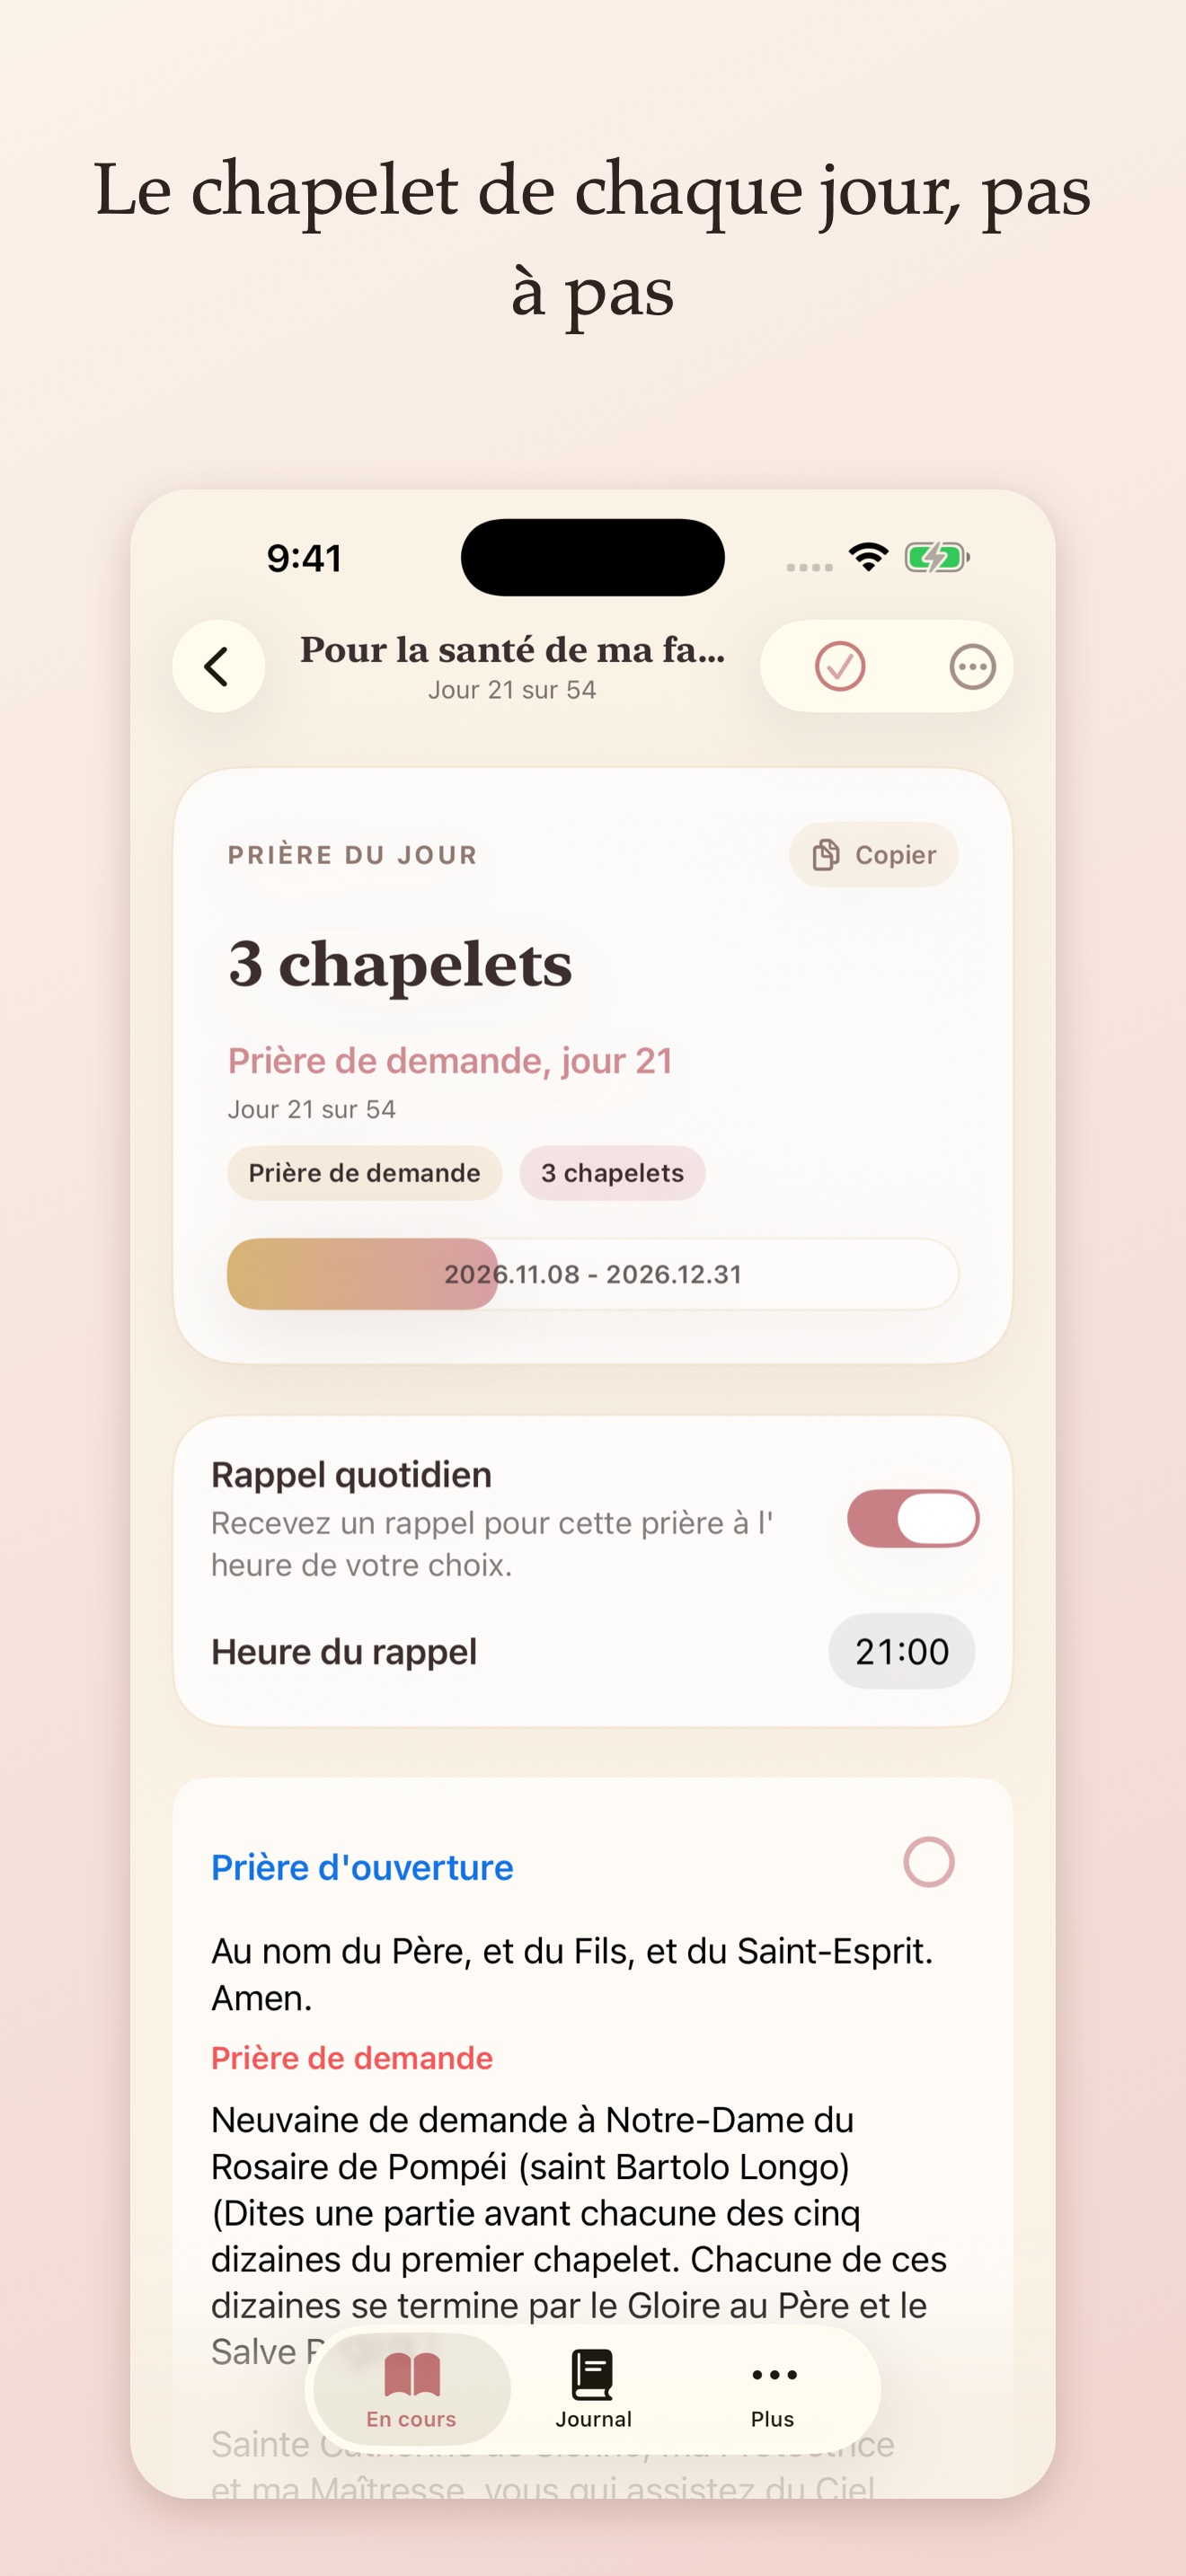 Le chapelet de chaque jour, pas
à pas
9:41
Pour la santé de ma fa...
Jour 21 sur 54
PRIÈRE DU JOUR
Copier
3 chapelets
Prière de demande, jour 21
Jour 21 sur 54
Prière de demande
3 chapelets
2026.11.08 - 2026.12.31
Rappel quotidien
Recevez un rappel pour cette prière à l'
heure de votre choix.
Heure du rappel
21:00
Prière d'ouverture
Au nom du Père, et du Fils, et du Saint-Esprit.
Amen.
Prière de demande
Neuvaine de demande à Notre-Dame du
Rosaire de Pompéi (saint Bartolo Longo)
(Dites une partie avant chacune des cinq
dizaines du premier chapelet. Chacune de ces
dizaines se termine par le Gloire au Père et le
Salve
En cours
Journal
Plus
Sainte
et ma Maîtresse, vous qui assistez du Ciel